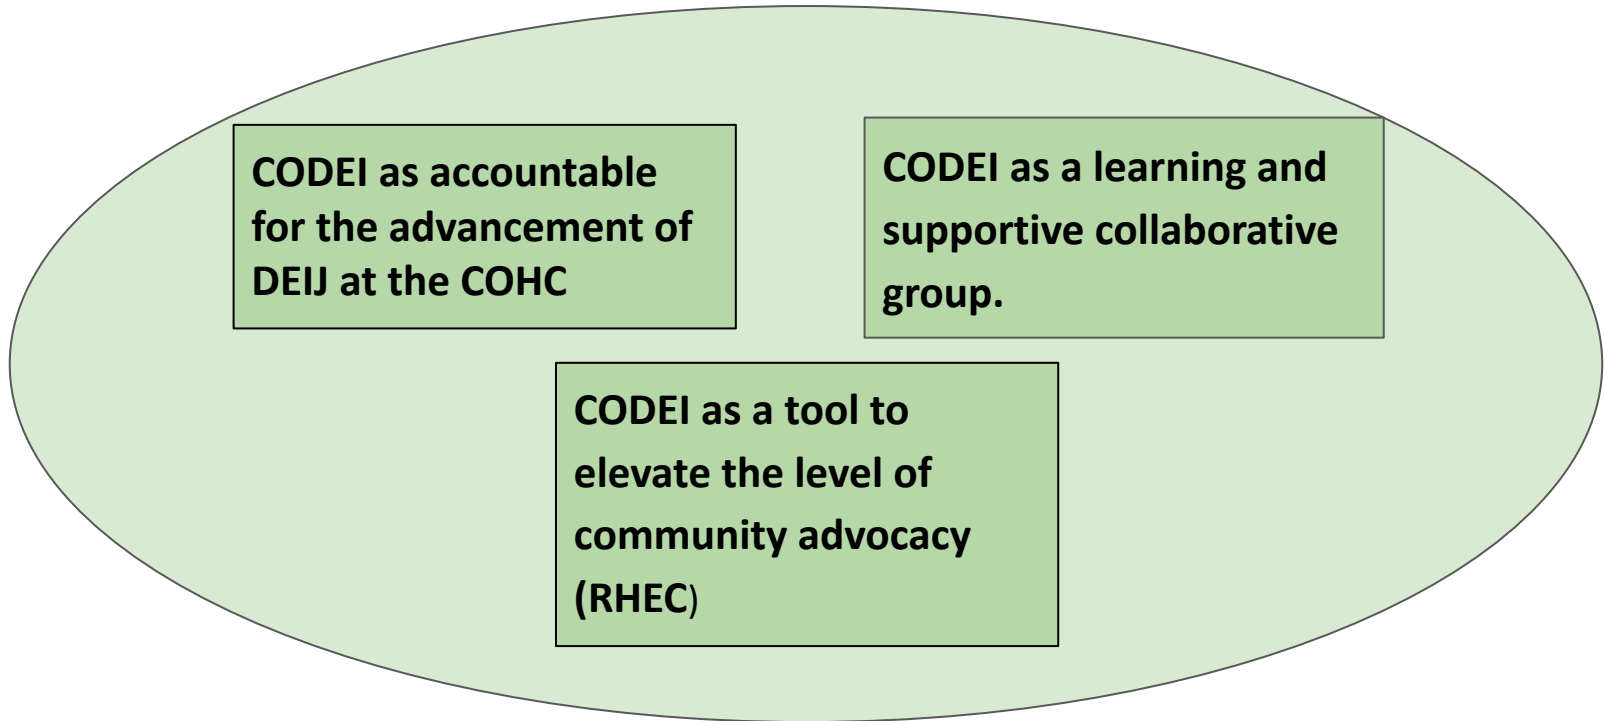 CODEI as accountable
for the advancement of
DEIJ at the COHC
CODEI as a learning and
supportive collaborative
group.
CODEI as a tool to
elevate the level of
community advocacy
(RHEC)